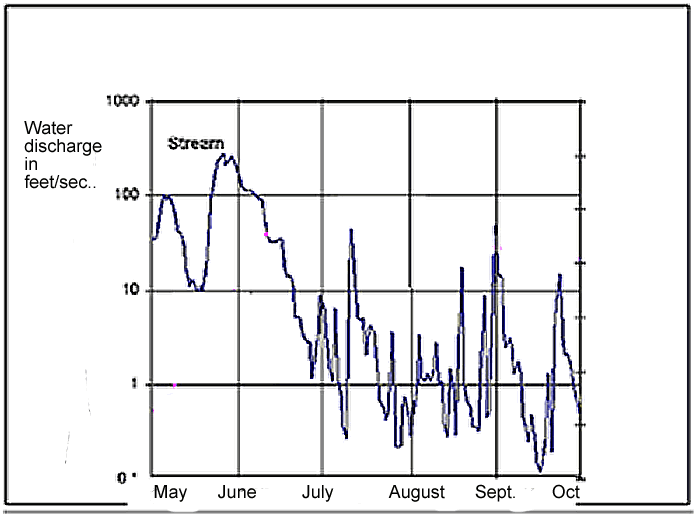 1000
Water
discharge
in
feet/sec..
Stream
100
10
1
0
May June July August Sept. Oct